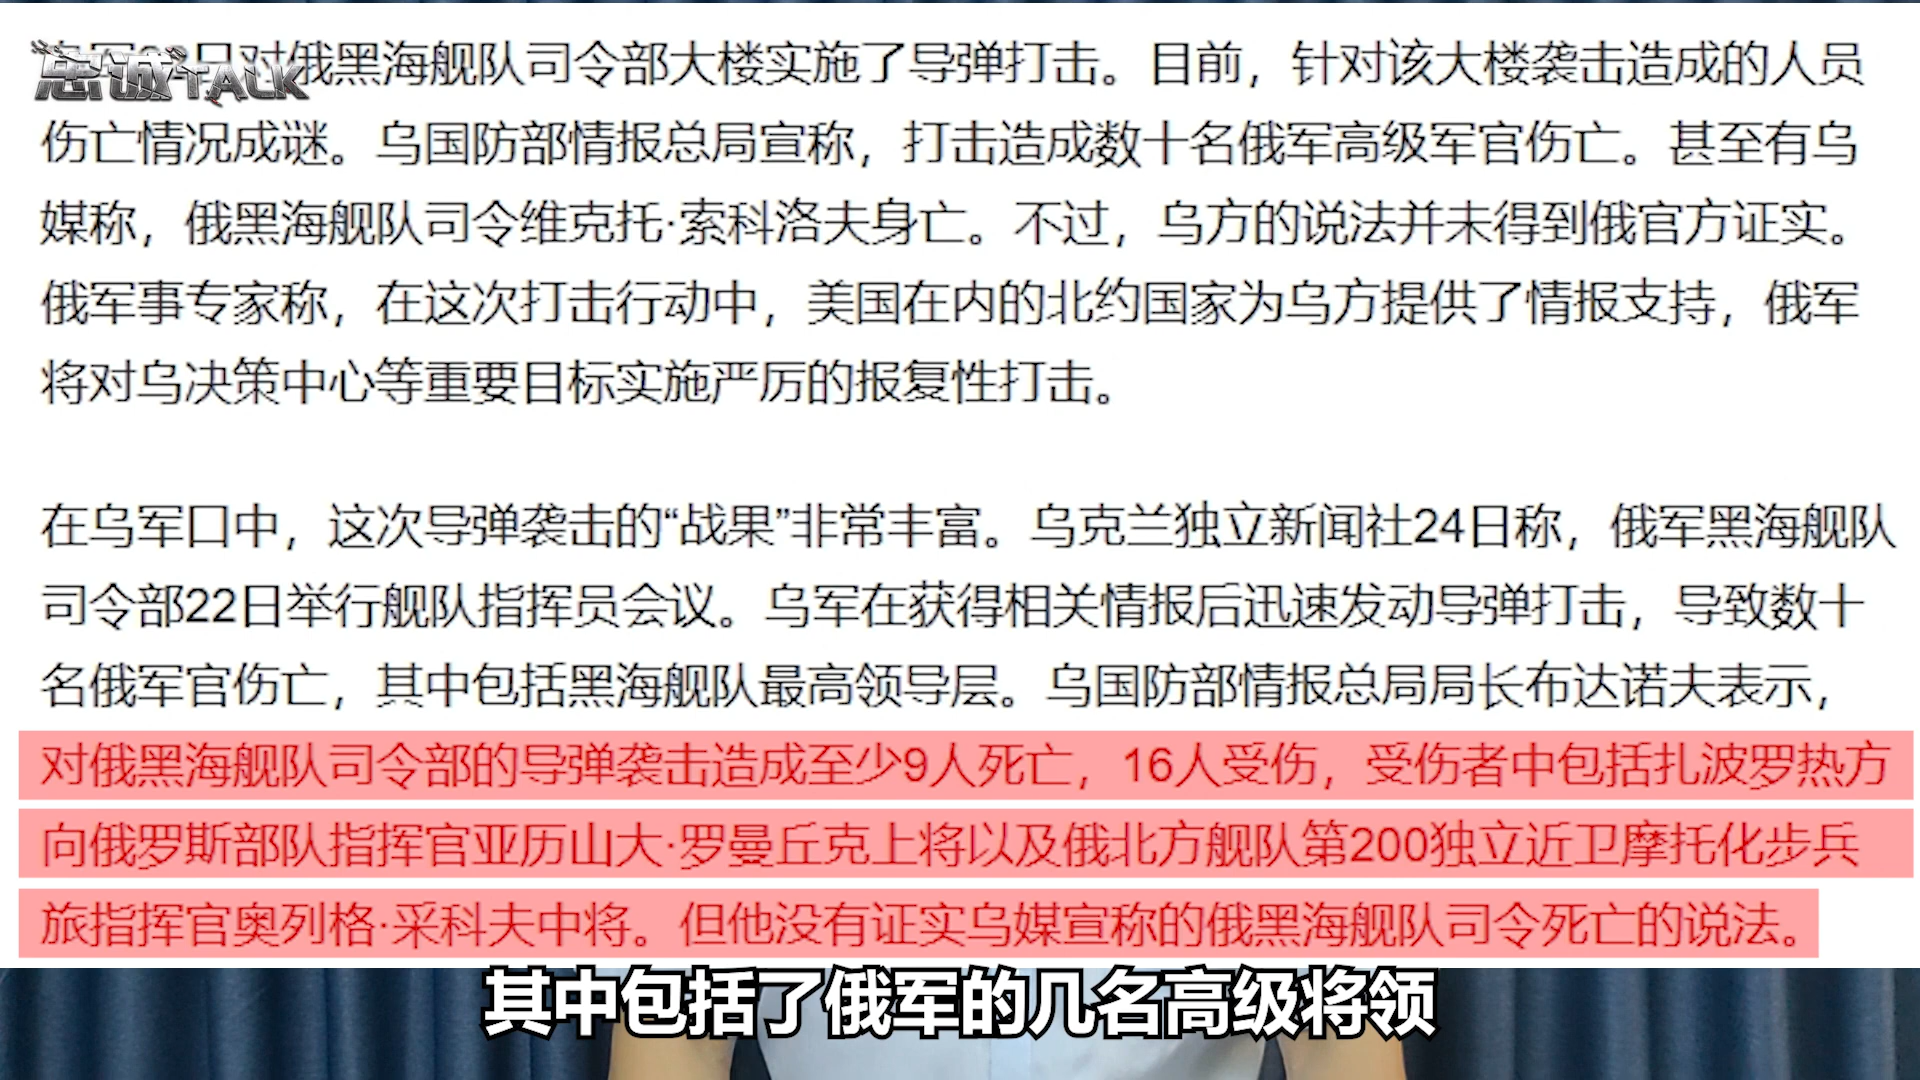 忠诚TALK
对俄黑海舰队司令部大楼实施了导弹打击。目前，针对该大楼袭击造成的人员
伤亡情况成谜。乌国防部情报总局宣称，打击造成数十名俄军高级军官伤亡。甚至有乌
媒称，俄黑海舰队司令维克托·索科洛夫身亡。不过，乌方的说法并未得到俄官方证实。
俄军事专家称，在这次打击行动中，美国在内的北约国家为乌方提供了情报支持，俄军
将对乌决策中心等重要目标实施严厉的报复性打击。
在乌军口中，这次导弹袭击的“战果”非常丰富。乌克兰独立新闻社24日称，俄军黑海舰队
司令部22日举行舰队指挥员会议。乌军在获得相关情报后迅速发动导弹打击，导致数十
名俄军官伤亡，其中包括黑海舰队最高领导层。乌国防部情报总局局长布达诺夫表示，
对俄黑海舰队司令部的导弹袭击造成至少9人死亡，16人受伤，受伤者中包括扎波罗热方
向俄罗斯部队指挥官亚历山大·罗曼丘克上将以及俄北方舰队第200独立近卫摩托化步兵
旅指挥官奥列格·采科夫中将。但他没有证实乌媒宣称的俄黑海舰队司令死亡的说法。
其中包括了俄军的几名高级将领